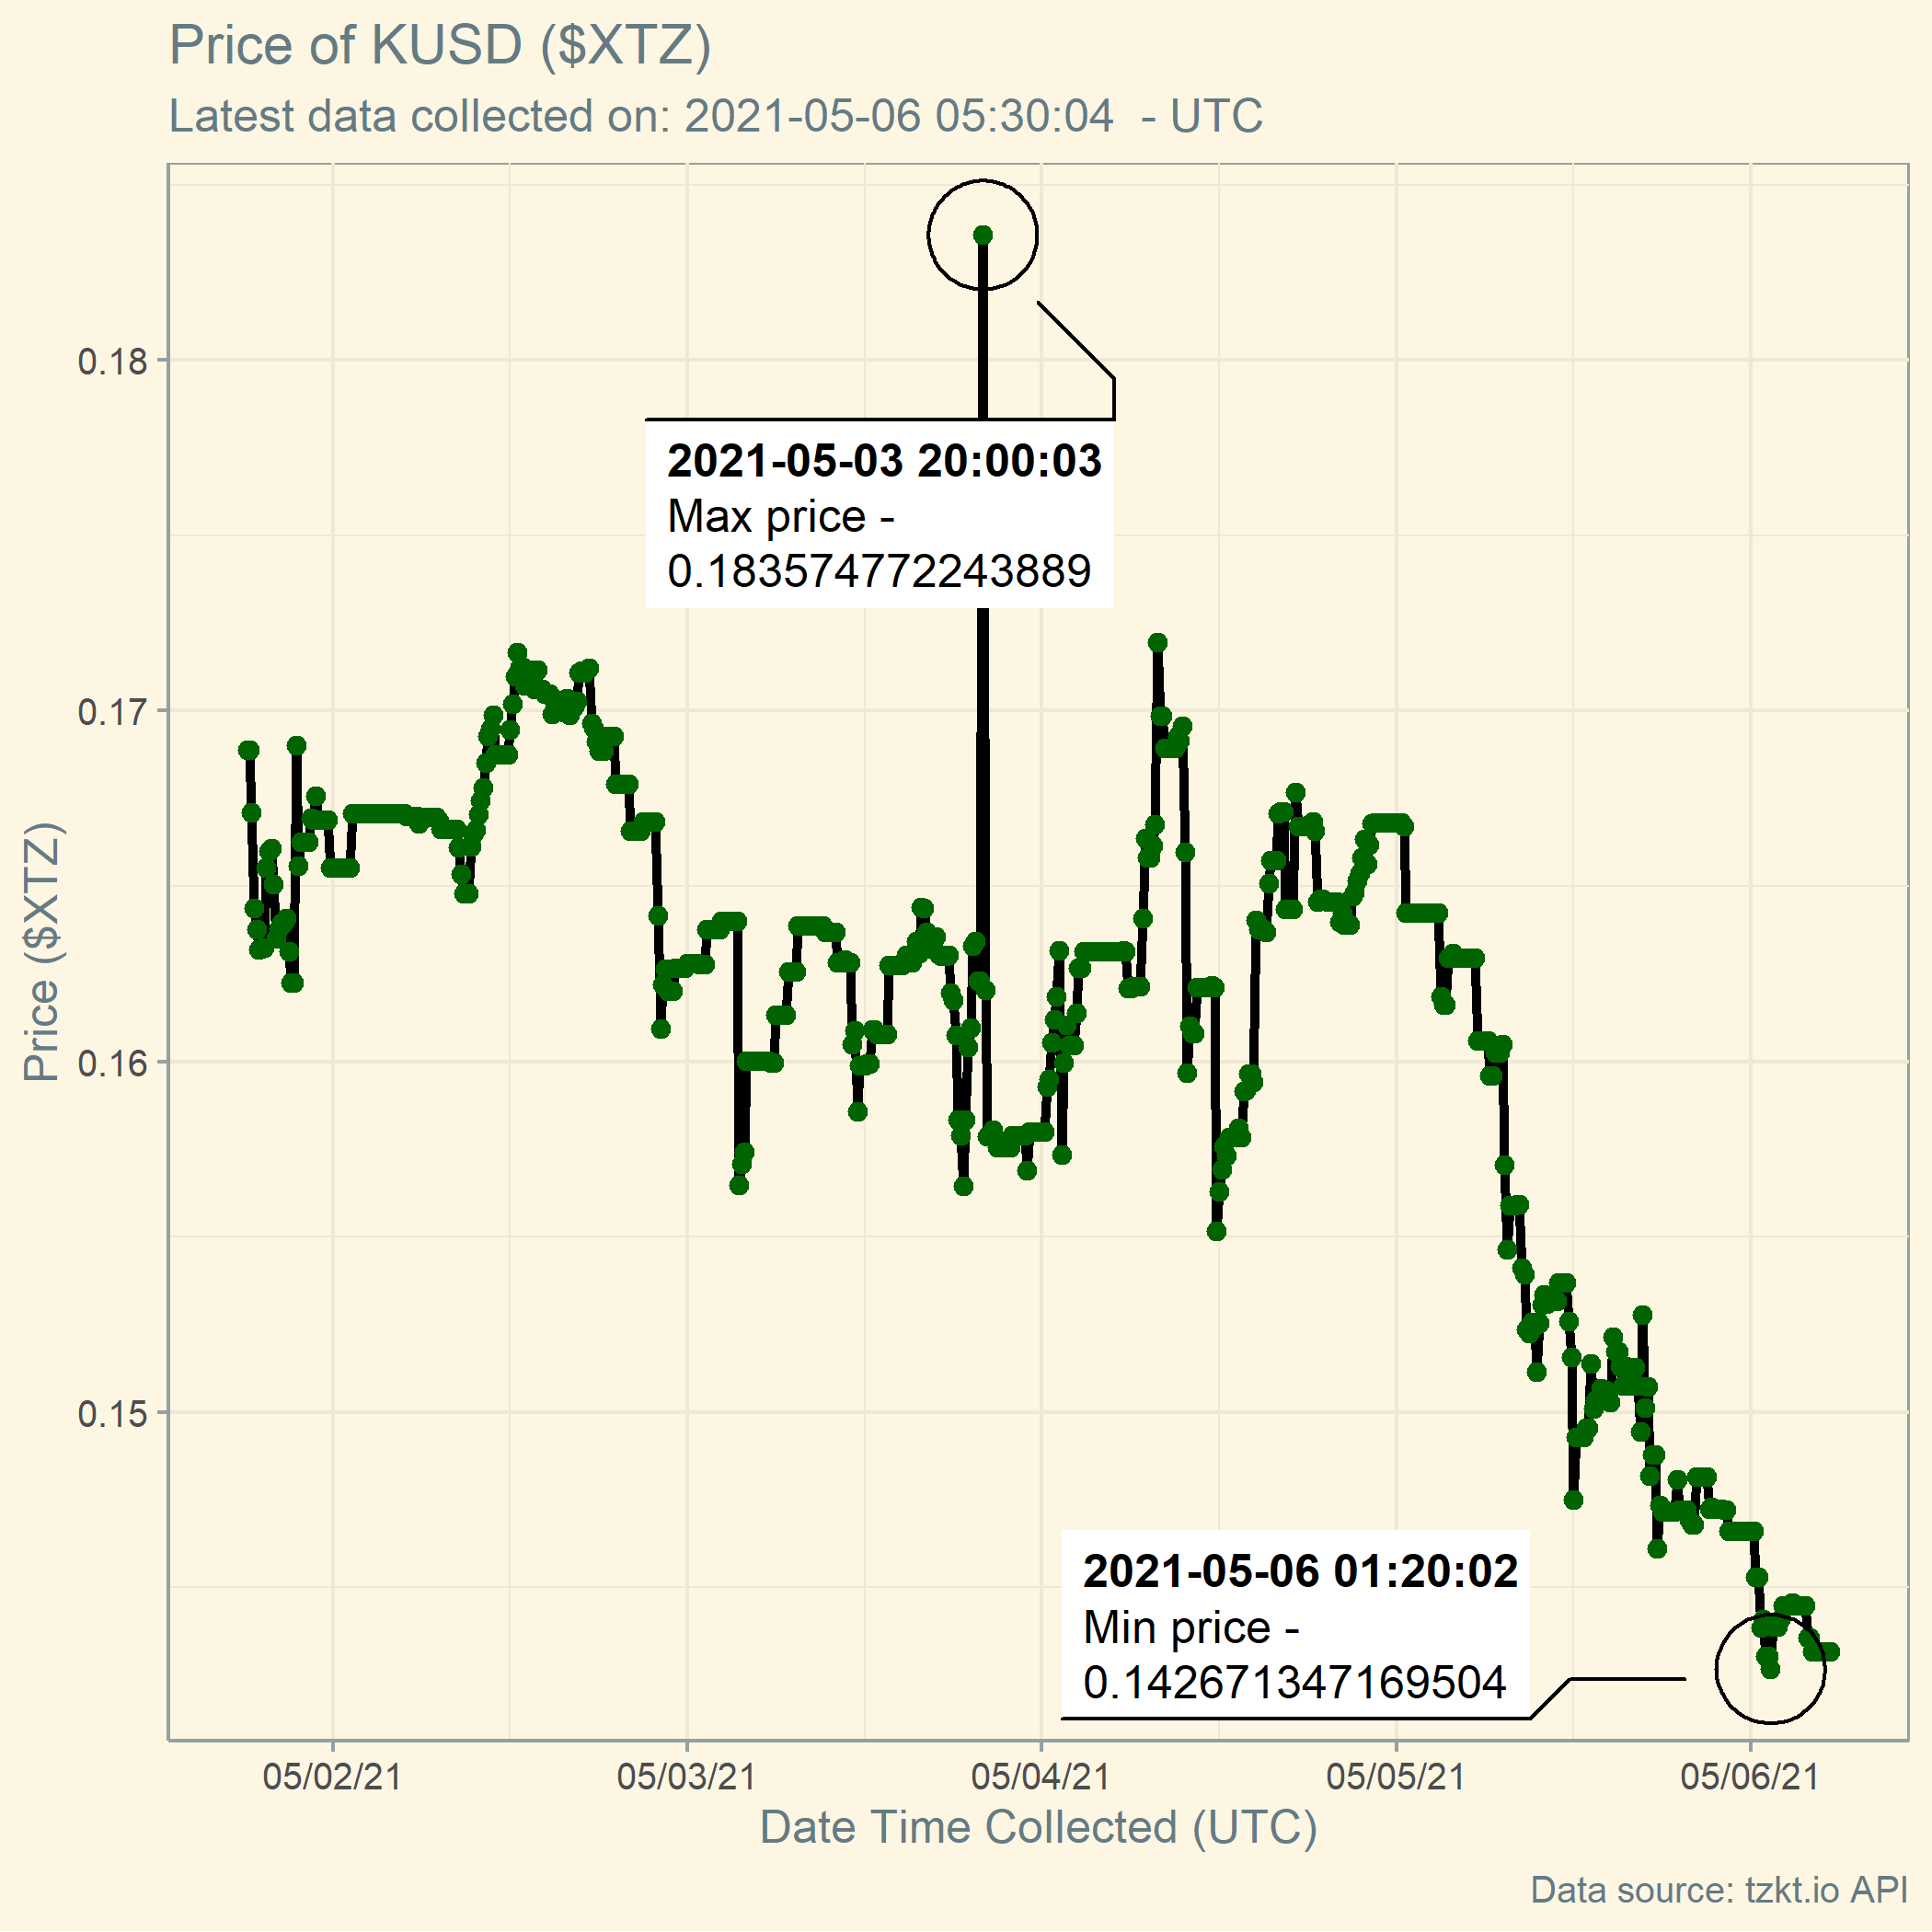 Price of KUSD ($XTZ)
Latest data collected on: 2021-05-06 05:30:04  - UTC
2021-05-03 20:00:03
Max price -
0.183574772243889
0.18
0.17
0.16
0.15
Price ($XTZ)
2021-05-06 01:20:02
Min price -
0.142671347169504
05/02/21
05/03/21
05/04/21
05/05/21
05/06/21
Date Time Collected (UTC)
Data source: tzkt.io API